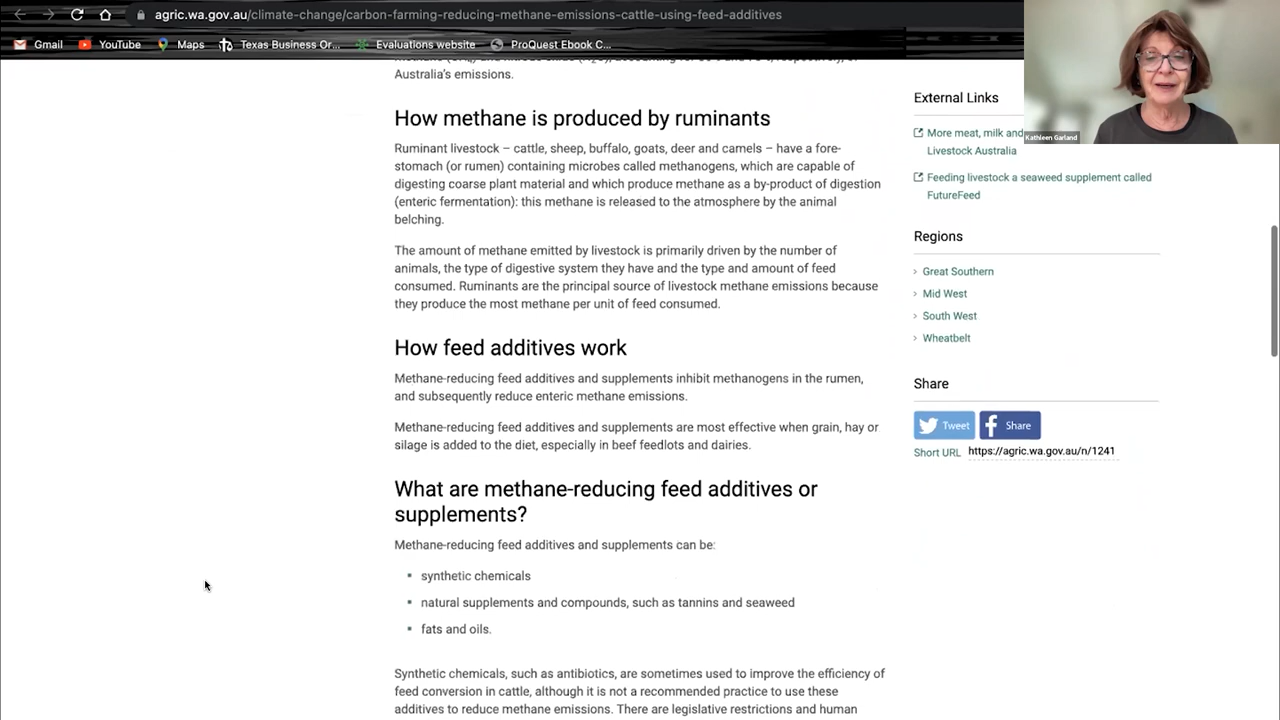 agric.wa.gov.au/climate-change/carbon-farming-reducing-methane-emissions-cattle-using-feed-additives
Gmail
YouTube
Maps
Texas Business Or...
Evaluations website
ProQuest Ebook C...
Kathleen Garland
Australia's emissions.
How methane is produced by ruminants
Ruminant livestock – cattle, sheep, buffalo, goats, deer and camels – have a fore-
stomach (or rumen) containing microbes called methanogens, which are capable of
digesting coarse plant material and which produce methane as a by-product of digestion
(enteric fermentation): this methane is released to the atmosphere by the animal
belching.
The amount of methane emitted by livestock is primarily driven by the number of
animals, the type of digestive system they have and the type and amount of feed
consumed. Ruminants are the principal source of livestock methane emissions because
they produce the most methane per unit of feed consumed.
How feed additives work
Methane-reducing feed additives and supplements inhibit methanogens in the rumen,
and subsequently reduce enteric methane emissions.
Methane-reducing feed additives and supplements are most effective when grain, hay or
silage is added to the diet, especially in beef feedlots and dairies.
What are methane-reducing feed additives or
supplements?
Methane-reducing feed additives and supplements can be:
synthetic chemicals
natural supplements and compounds, such as tannins and seaweed
fats and oils.
Synthetic chemicals, such as antibiotics, are sometimes used to improve the efficiency of
feed conversion in cattle, although it is not a recommended practice to use these
additives to reduce methane emissions. There are legislative restrictions and human
External Links
More meat, milk and
Livestock Australia
Feeding livestock a seaweed supplement called
FutureFeed
Regions
Great Southern
Mid West
South West
Wheatbelt
Share
Tweet
Share
Short URL https://agric.wa.gov.au/n/1241